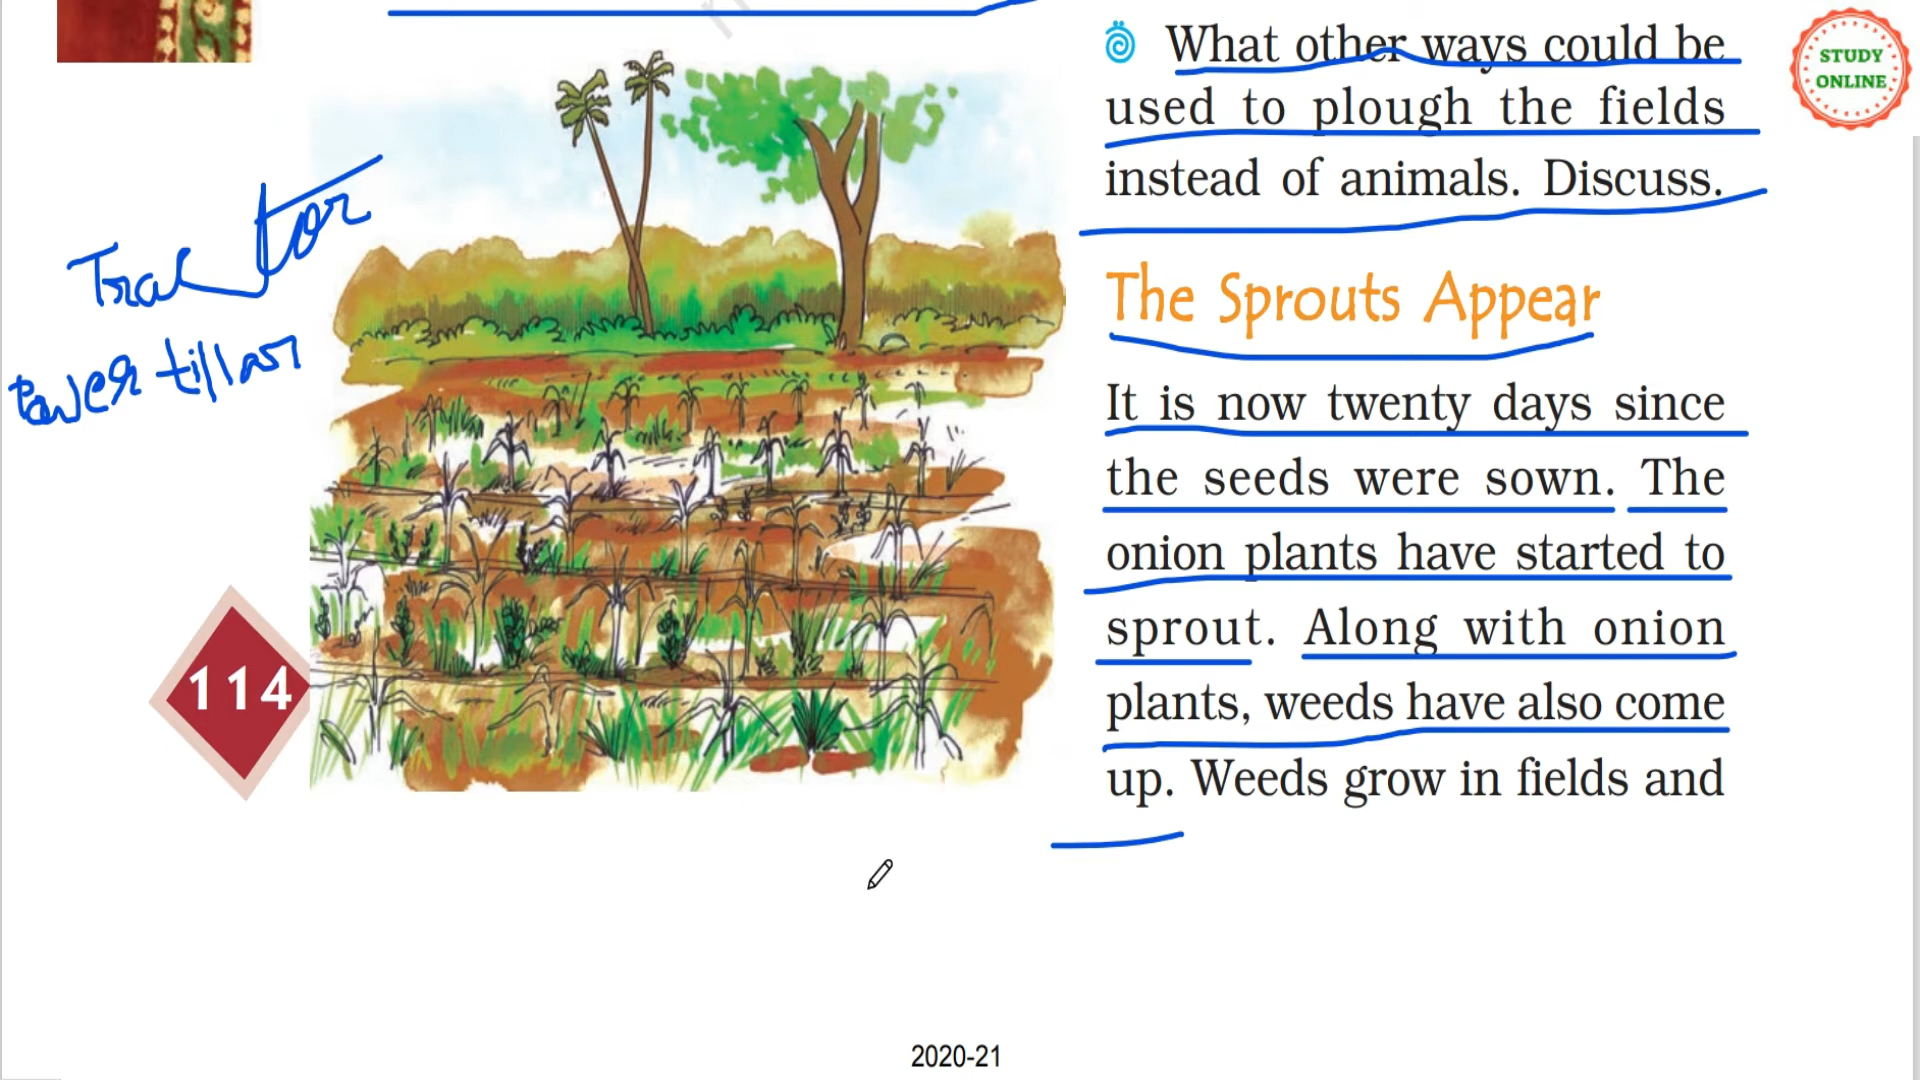 What other ways could be
used to plough the fields
instead of animals. Discuss.
STUDY
ONLINE
Tractor
Power tillar
The Sprouts Appear
It is now twenty days since
the seeds were sown. The
onion plants have started to
sprout. Along with onion
plants, weeds have also come
up. Weeds grow in fields and
114
2020-21